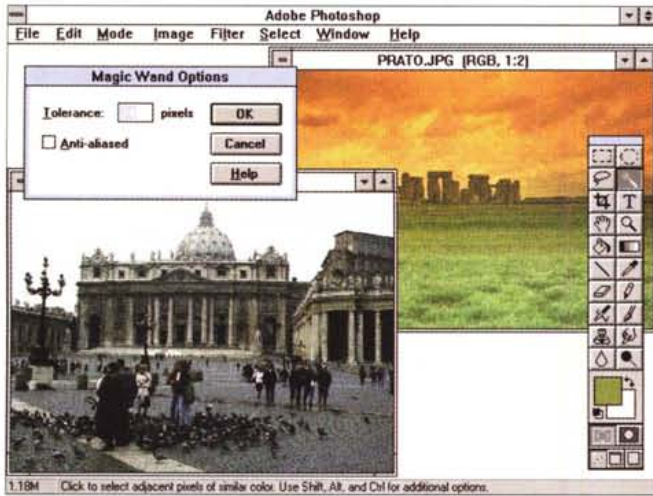 Adobe Photoshop
File Edit Mode Image Filter Select Window Help
PRATO.JPG (RGB, 1:2)
Magic Wand Options
Tolerance: pixels OK
Anti-aliased Cancel
Help
T
1.18M Click to select adjacent pixels of similar color. Use Shift, Alt, and Ctrl for additional options.